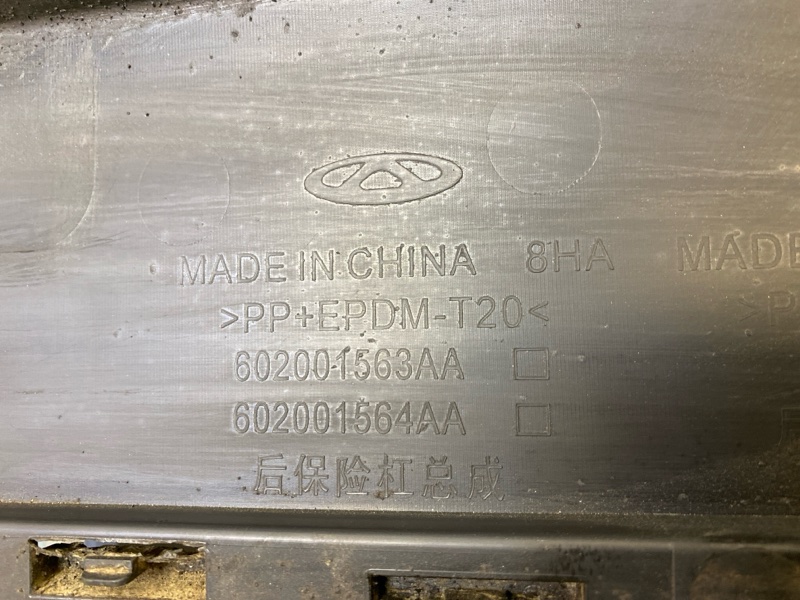 MADE IN CHINA 8HA MADE
>PP+EPDM-T20< >P
602001563AA
602001564AA
后保险杠总成